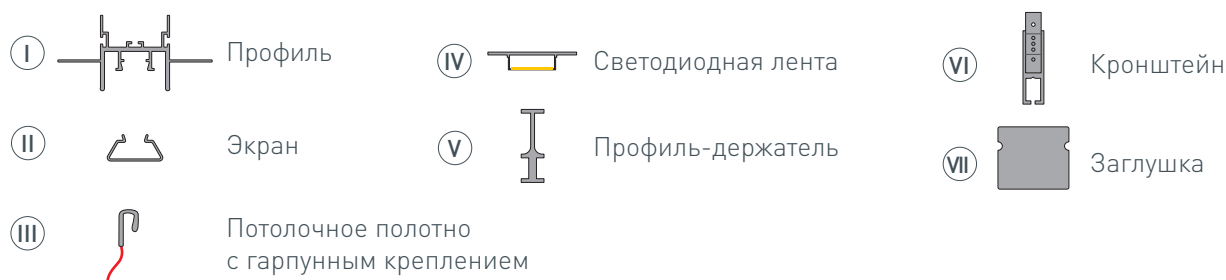 I Профиль
II Экран
III Потолочное полотно
с гарпунным креплением
IV Светодиодная лента
V Профиль-держатель
VI Кронштейн
VII Заглушка